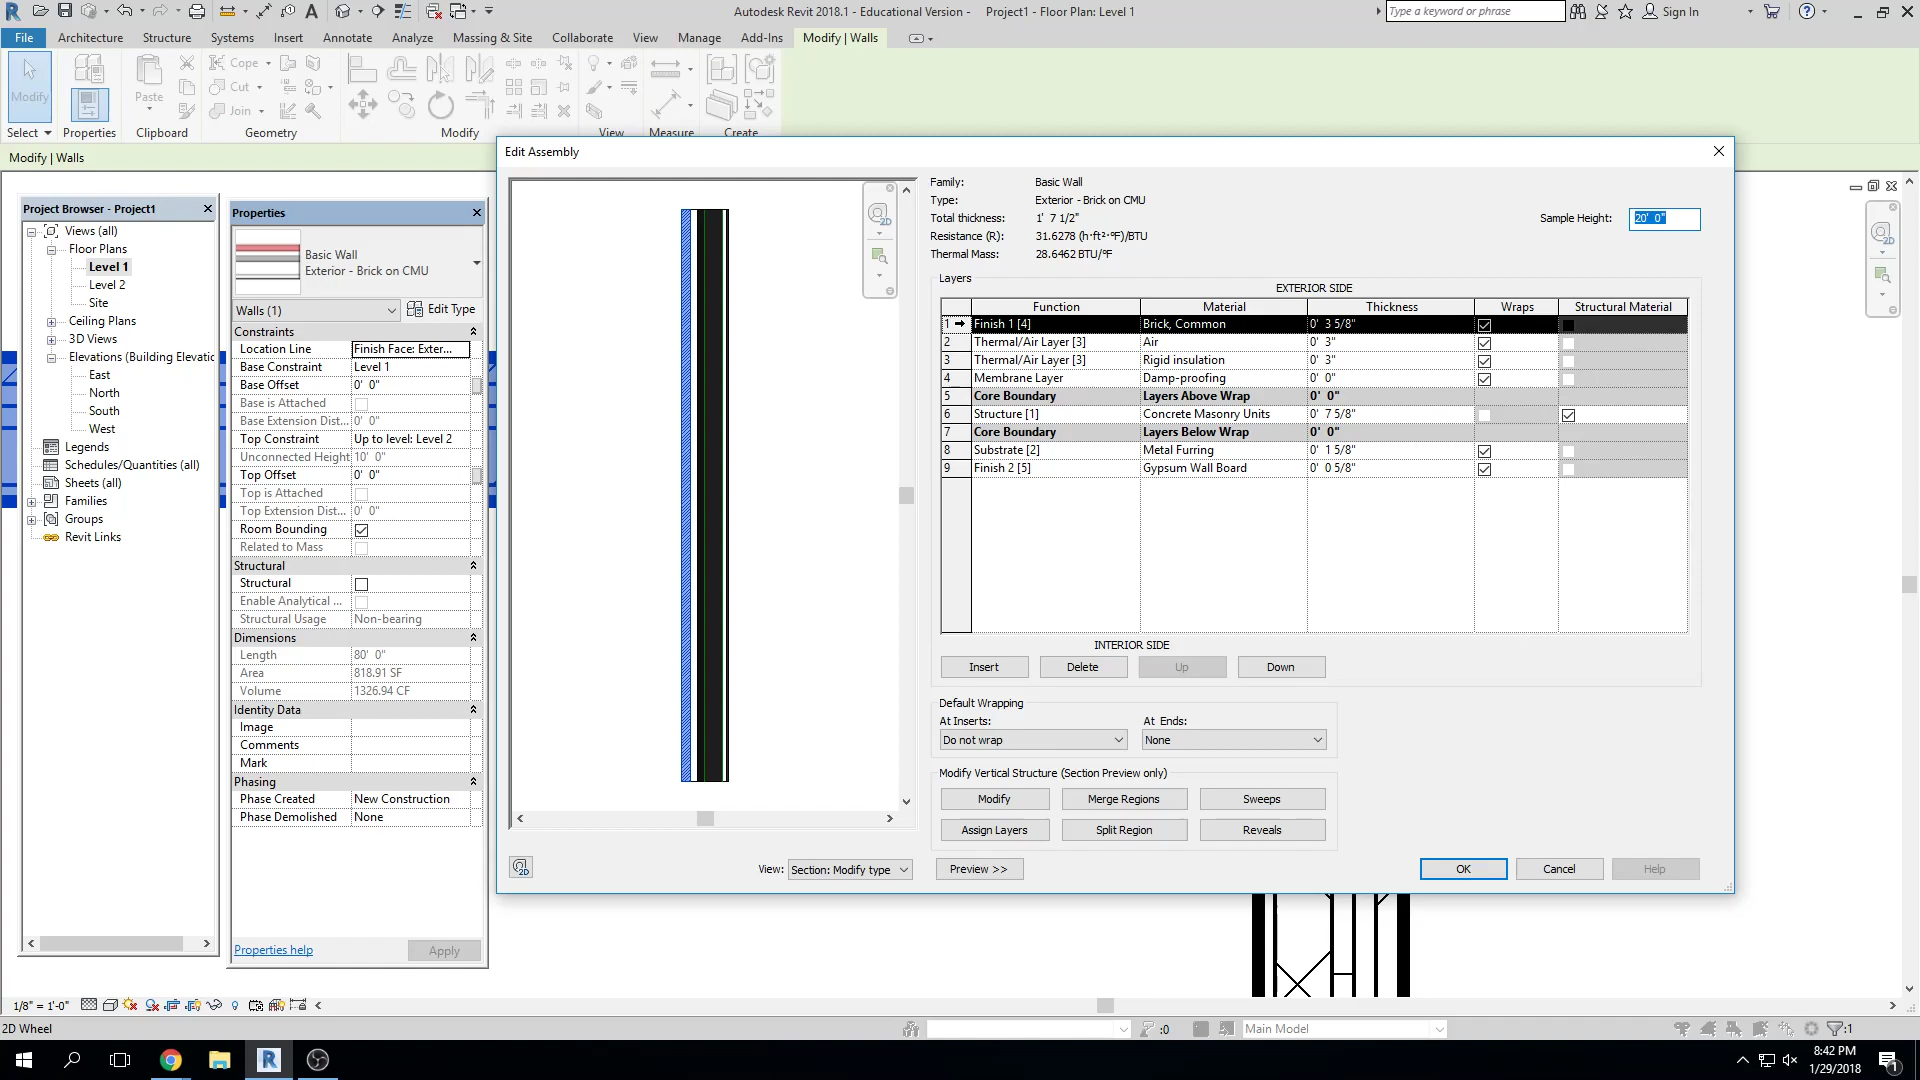 Autodesk Revit 2018.1 - Educational Version - Project1 - Floor Plan: Level 1
Type a keyword or phrase
Sign In
File Architecture Structure Systems Insert Annotate Analyze Massing & Site Collaborate View Manage Add-Ins Modify | Walls
Modify
Paste
Cope
Cut
Join
Select Properties Clipboard Geometry Modify View Measure Create
Modify | Walls
Project Browser - Project1
Views (all)
Floor Plans
Level 1
Level 2
Site
Ceiling Plans
3D Views
Elevations (Building Elevatio
East
North
South
West
Legends
Schedules/Quantities (all)
Sheets (all)
Families
Groups
Revit Links
Properties
Basic Wall
Exterior - Brick on CMU
Walls (1)
Edit Type
Constraints
Location Line Finish Face: Exter...
Base Constraint Level 1
Base Offset 0' 0"
Base is Attached
Base Extension Dist... 0' 0"
Top Constraint Up to level: Level 2
Unconnected Height 10' 0"
Top Offset 0' 0"
Top is Attached
Top Extension Dist... 0' 0"
Room Bounding
Related to Mass
Structural
Structural
Enable Analytical ...
Structural Usage Non-bearing
Dimensions
Length 80' 0"
Area 818.91 SF
Volume 1326.94 CF
Identity Data
Image
Comments
Mark
Phasing
Phase Created New Construction
Phase Demolished None
Properties help
Apply
Edit Assembly
2D
Family: Basic Wall
Type: Exterior - Brick on CMU
Total thickness: 1' 7 1/2"
Resistance (R): 31.6278 (h·ft²·°F)/BTU
Thermal Mass: 28.6462 BTU/°F
Sample Height: 20' 0"
Layers
EXTERIOR SIDE
Function Material Thickness Wraps Structural Material
1 Finish 1 [4] Brick, Common 0' 3 5/8"
2 Thermal/Air Layer [3] Air 0' 3"
3 Thermal/Air Layer [3] Rigid insulation 0' 3"
4 Membrane Layer Damp-proofing 0' 0"
5 Core Boundary Layers Above Wrap 0' 0"
6 Structure [1] Concrete Masonry Units 0' 7 5/8"
7 Core Boundary Layers Below Wrap 0' 0"
8 Substrate [2] Metal Furring 0' 1 5/8"
9 Finish 2 [5] Gypsum Wall Board 0' 0 5/8"
INTERIOR SIDE
Insert Delete Up Down
Default Wrapping
At Inserts: At Ends:
Do not wrap None
Modify Vertical Structure (Section Preview only)
Modify Merge Regions Sweeps
Assign Layers Split Region Reveals
2D
View: Section: Modify type Preview >> OK Cancel Help
2D
1/8" = 1'-0"
2D Wheel
:0
Main Model
:1
8:42 PM
1/29/2018
1